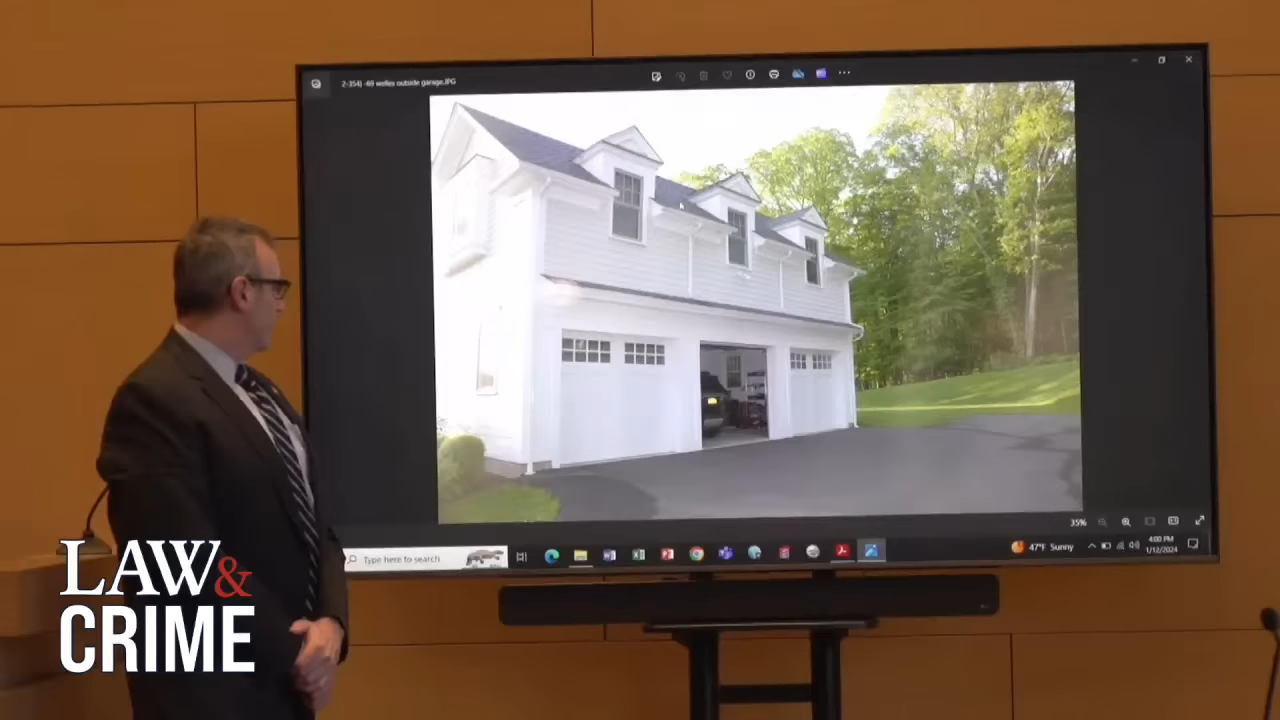 2-354) -69 welles outside garage.JPG
35%
Type here to search
47°F Sunny
4:00 PM
1/12/2024
LAW&
CRIME